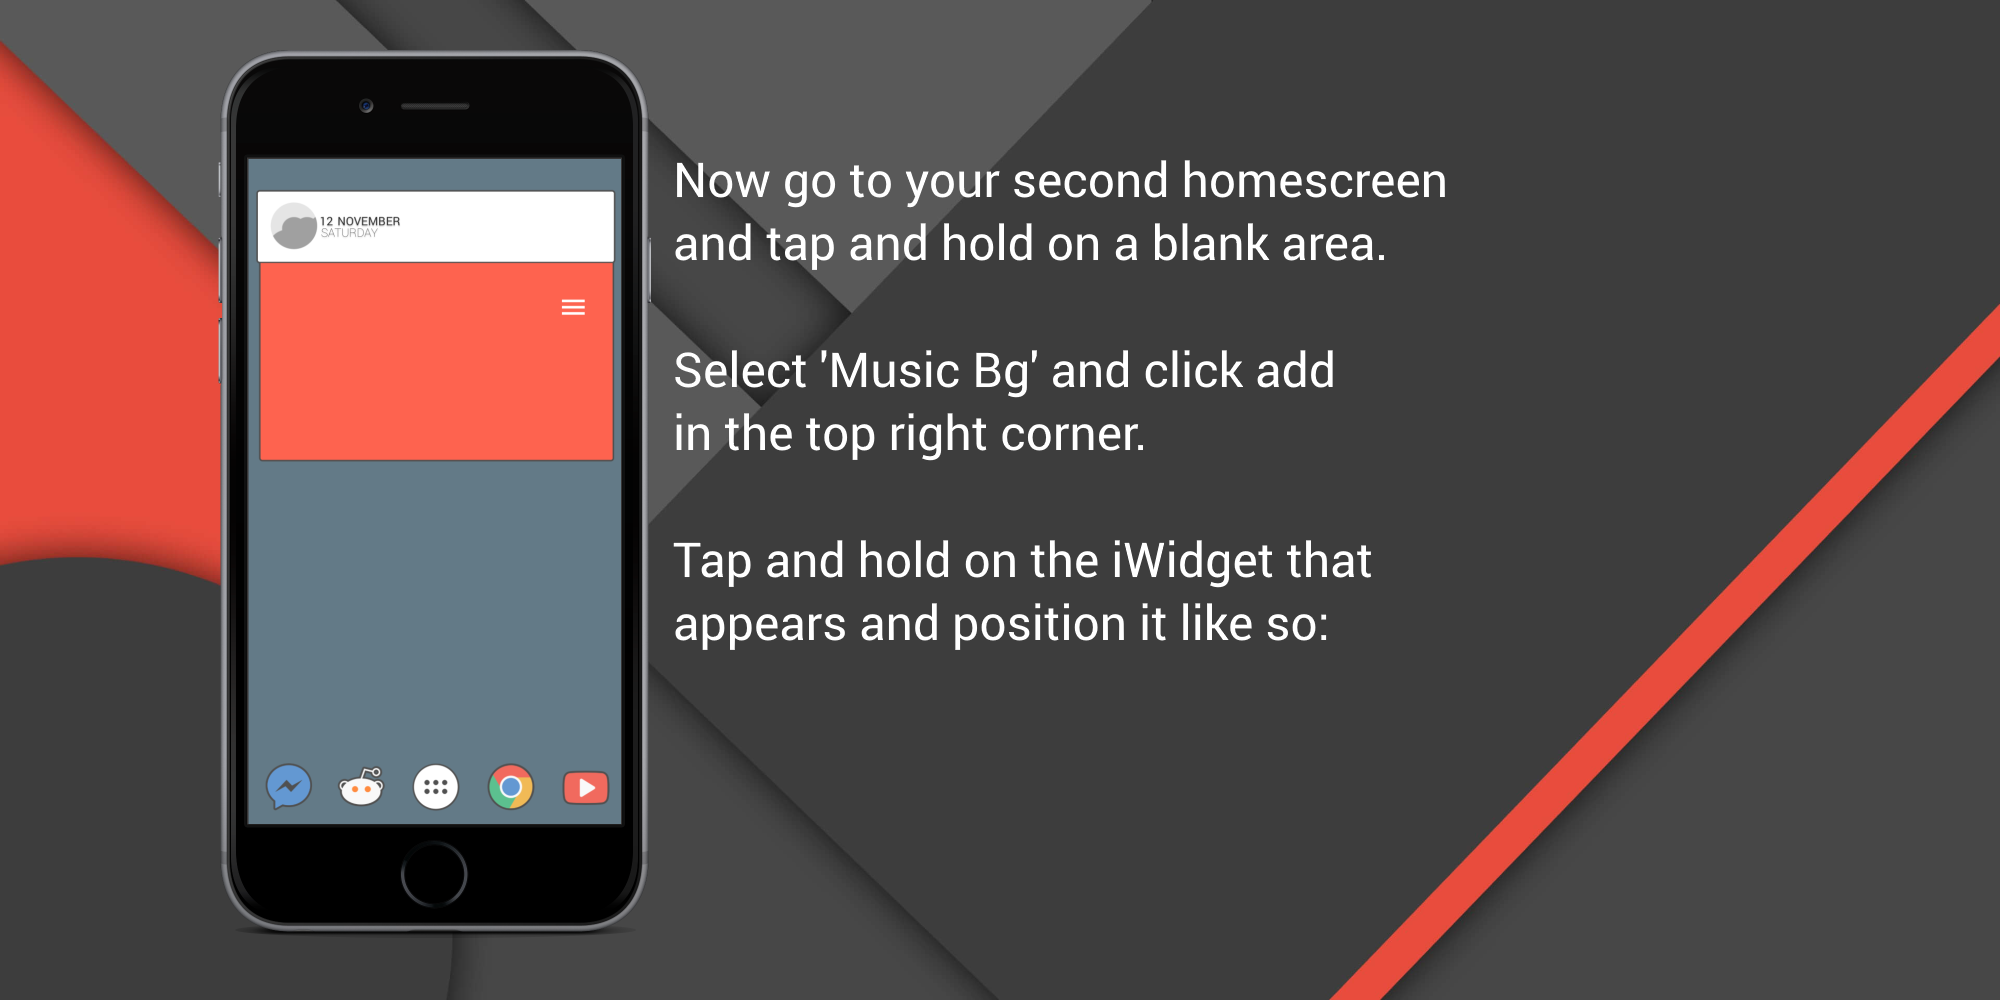 12 NOVEMBER
SATURDAY
Now go to your second homescreen
and tap and hold on a blank area.
Select 'Music Bg' and click add
in the top right corner.
Tap and hold on the iWidget that
appears and position it like so: